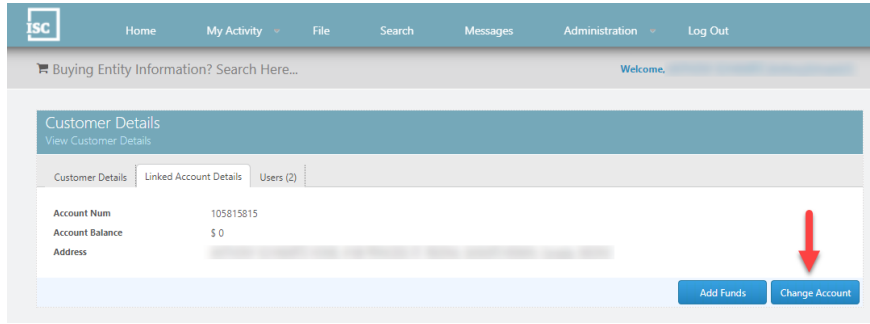 ISC Home My Activity File Search Messages Administration Log Out
Buying Entity Information? Search Here... Welcome,
Customer Details
View Customer Details
Customer Details Linked Account Details Users (2)
Account Num 105815815
Account Balance $ 0
Address
Add Funds Change Account